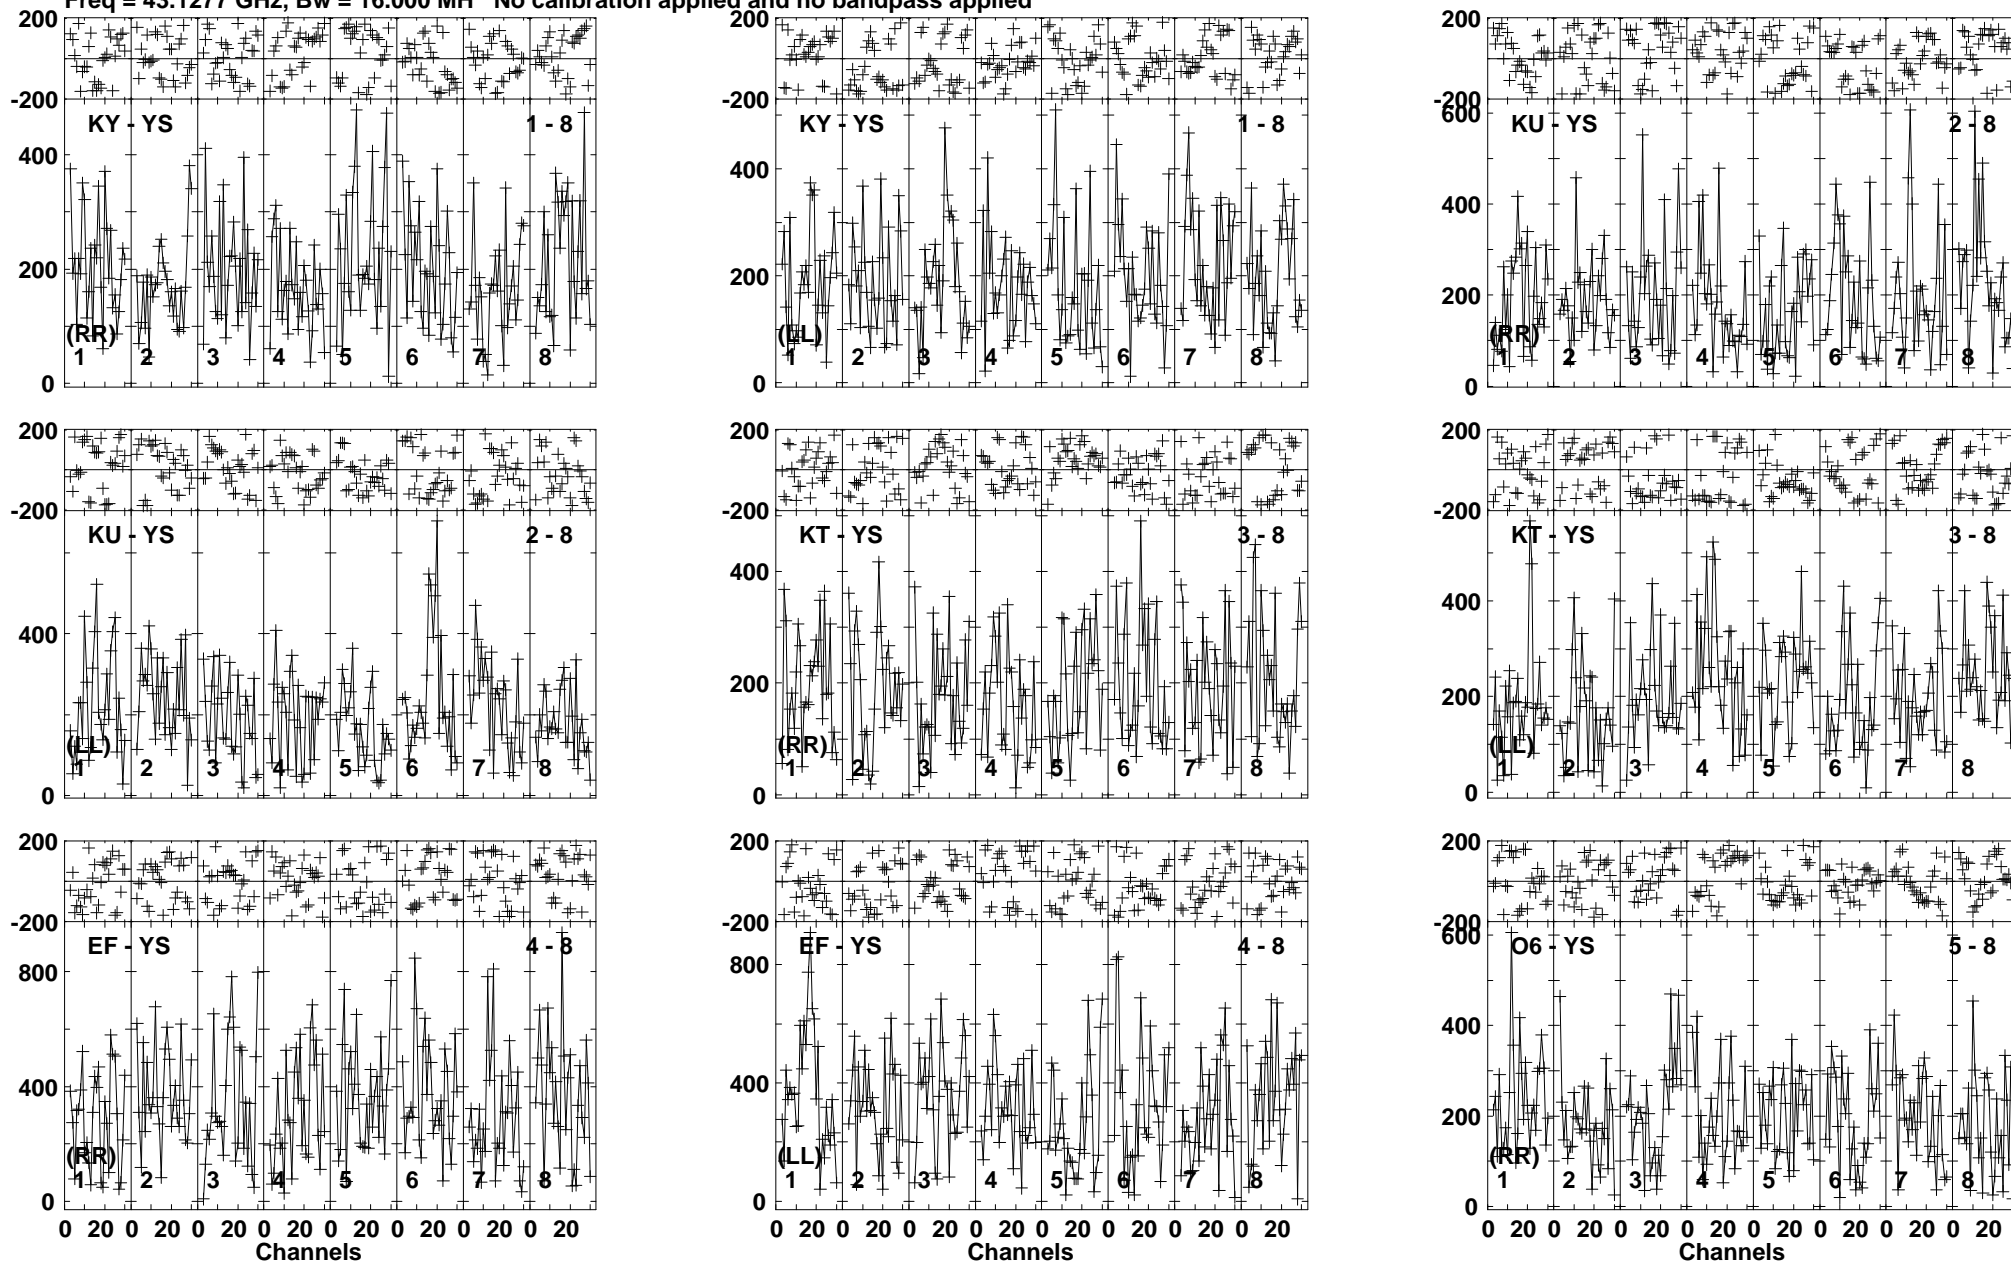 Freq = 43.1277 GHz, Bw = 16.000 MH No calibration applied and no bandpass applied
200 200 200
-200 -200 -200
KY - YS 1 - 8 KY - YS 1 - 8 600 KU - YS 2 - 8
400 400 400
200 200 200
(RR) (LL) (RR)
1 2 3 4 5 6 7 8 1 2 3 4 5 6 7 8 1 2 3 4 5 6 7 8
0 0 0
200 200 200
-200 -200 -200
KU - YS 2 - 8 KT - YS 3 - 8 KT - YS 3 - 8
400 400 400
200 200
(LL) (RR) (LL)
1 2 3 4 5 6 7 8 1 2 3 4 5 6 7 8 1 2 3 4 5 6 7 8
0 0 0
200 200 200
-200 -200 -200
EF - YS 4 - 8 EF - YS 4 - 8 600 O6 - YS 5 - 8
800 800
400 400 400
200
(RR) (LL) (RR)
1 2 3 4 5 6 7 8 1 2 3 4 5 6 7 8 1 2 3 4 5 6 7 8
0 0 0
0 20 0 20 0 20 0 20 0 20 0 20 0 20 0 20 0 20 0 20 0 20 0 20 0 20 0 20 0 20 0 20 0 20 0 20 0 20 0 20 0 20 0 20 0 20 0 20
Channels Channels Channels